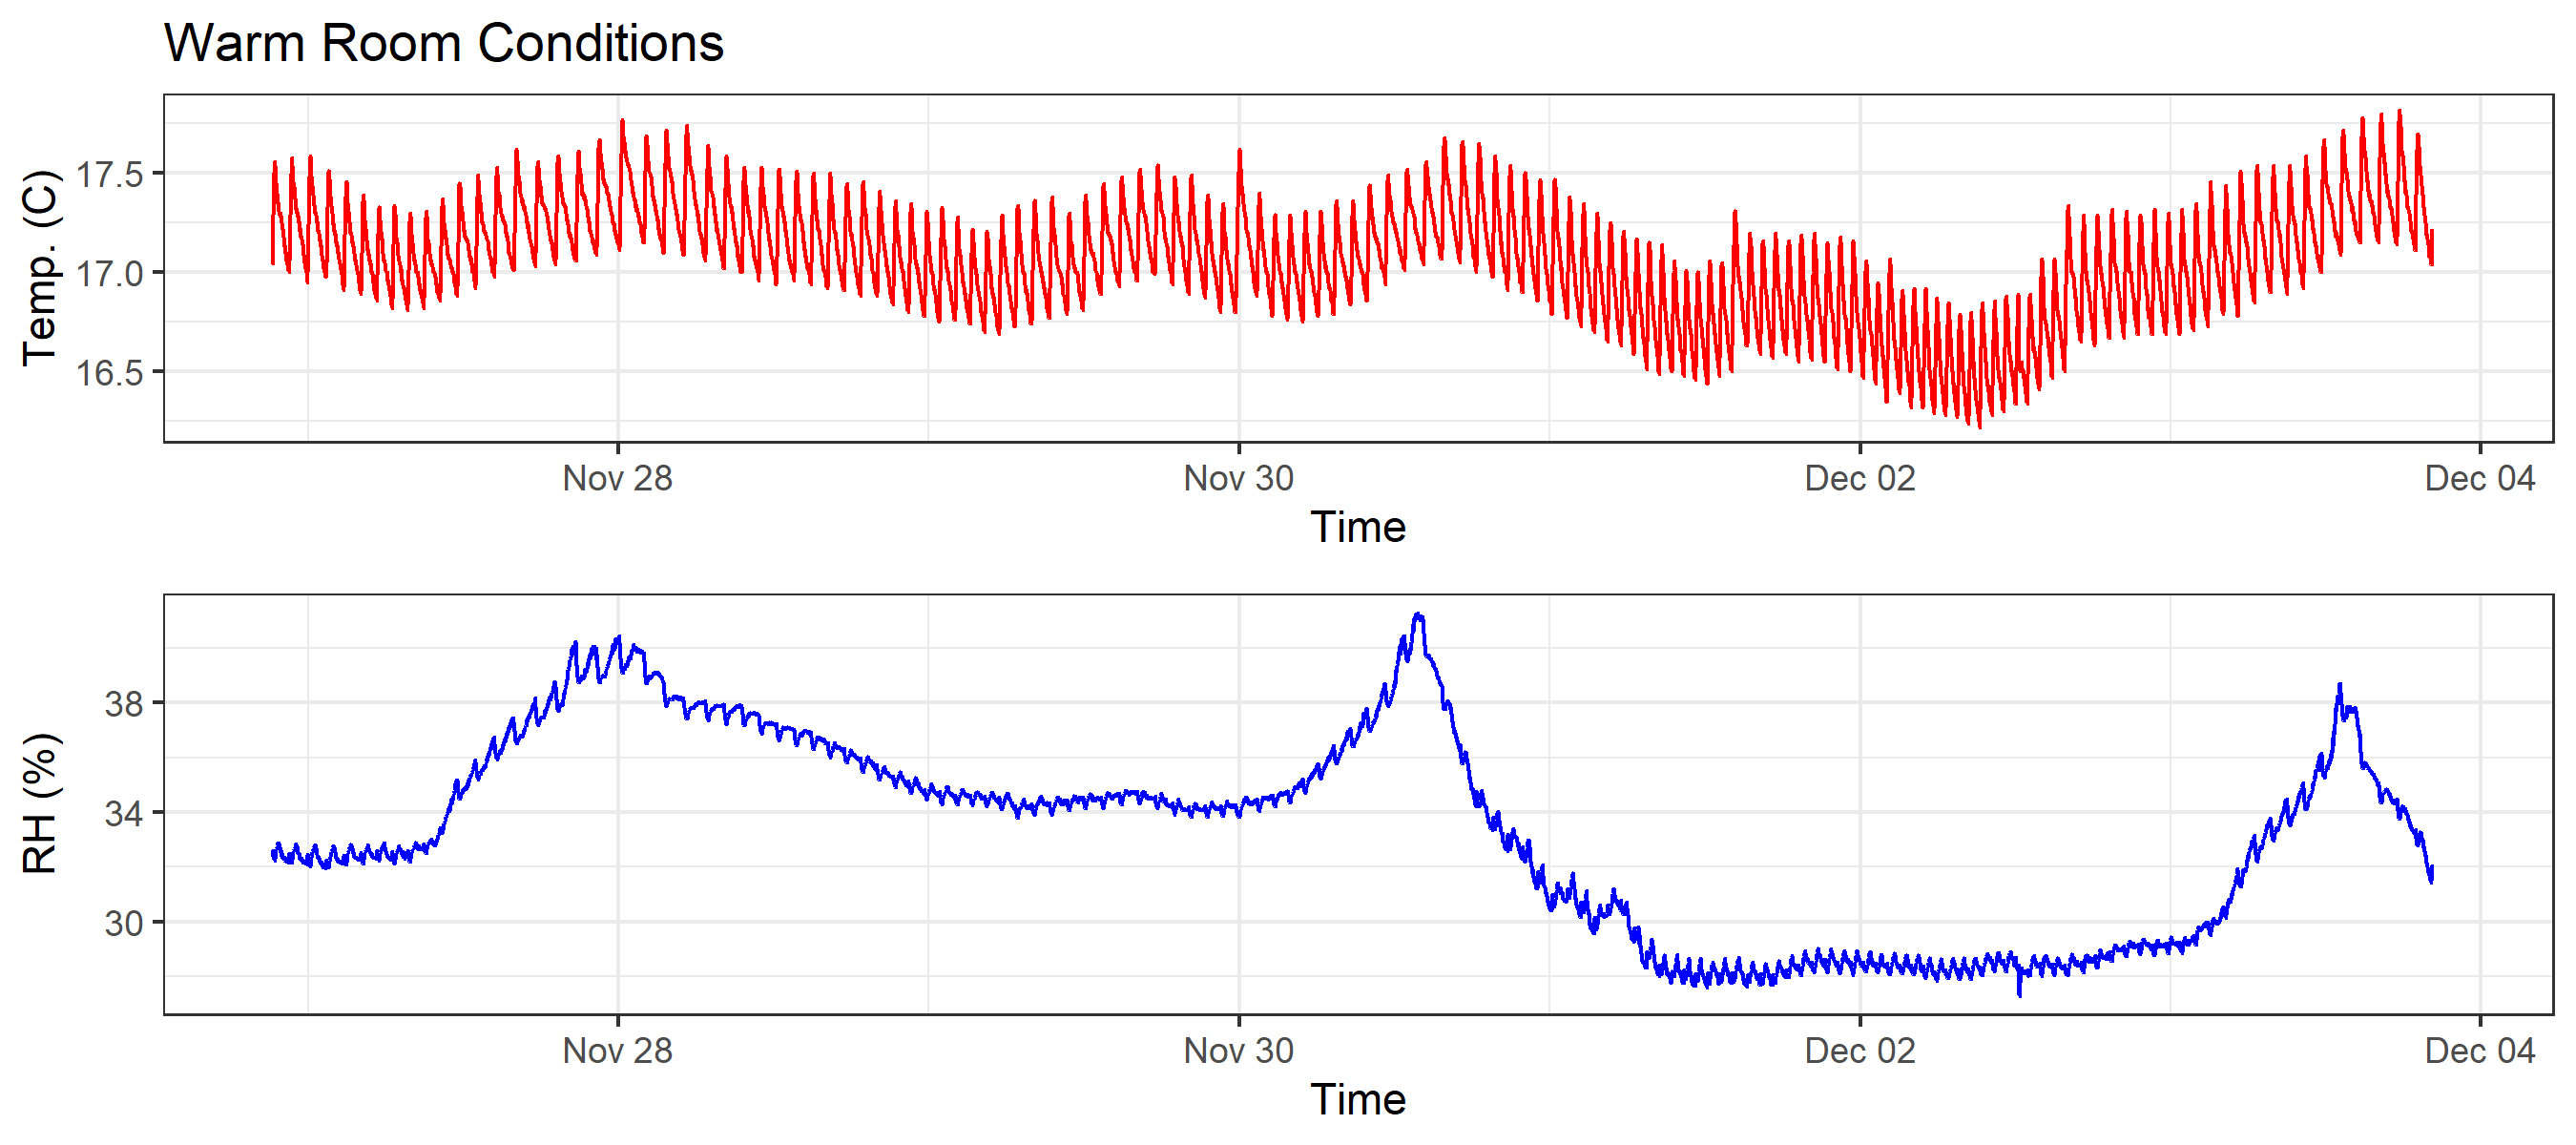 Warm Room Conditions
Temp. (C)
17.5
17.0
16.5
Nov 28 Nov 30 Dec 02 Dec 04
Time
RH (%)
38
34
30
Nov 28 Nov 30 Dec 02 Dec 04
Time